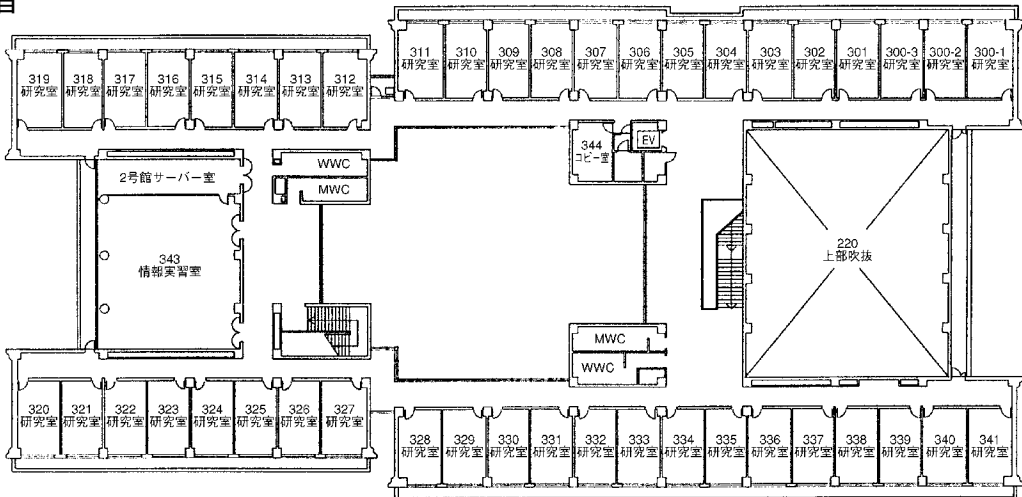 311 310 309 308 307 306 305 304 303 302 301 300-3 300-2 300-1
研究室 研究室 研究室 研究室 研究室 研究室 研究室 研究室 研究室 研究室 研究室 研究室 研究室 研究室
319 318 317 316 315 314 313 312
研究室 研究室 研究室 研究室 研究室 研究室 研究室 研究室
344
コピー室
EV
WWC
MWC
2号館サーバー室
343
情報実習室
220
上部吹抜
MWC
WWC
320 321 322 323 324 325 326 327
研究室 研究室 研究室 研究室 研究室 研究室 研究室 研究室
328 329 330 331 332 333 334 335 336 337 338 339 340 341
研究室 研究室 研究室 研究室 研究室 研究室 研究室 研究室 研究室 研究室 研究室 研究室 研究室 研究室